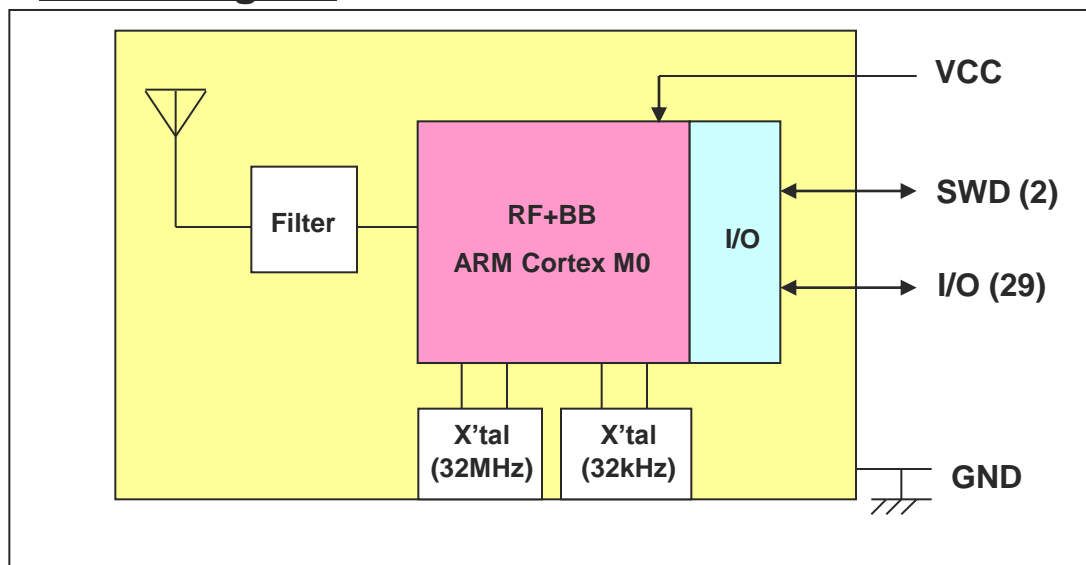 VCC
SWD (2)
Filter
RF+BB
ARM Cortex M0
I/O
I/O (29)
X'tal
(32MHz)
X'tal
(32kHz)
GND